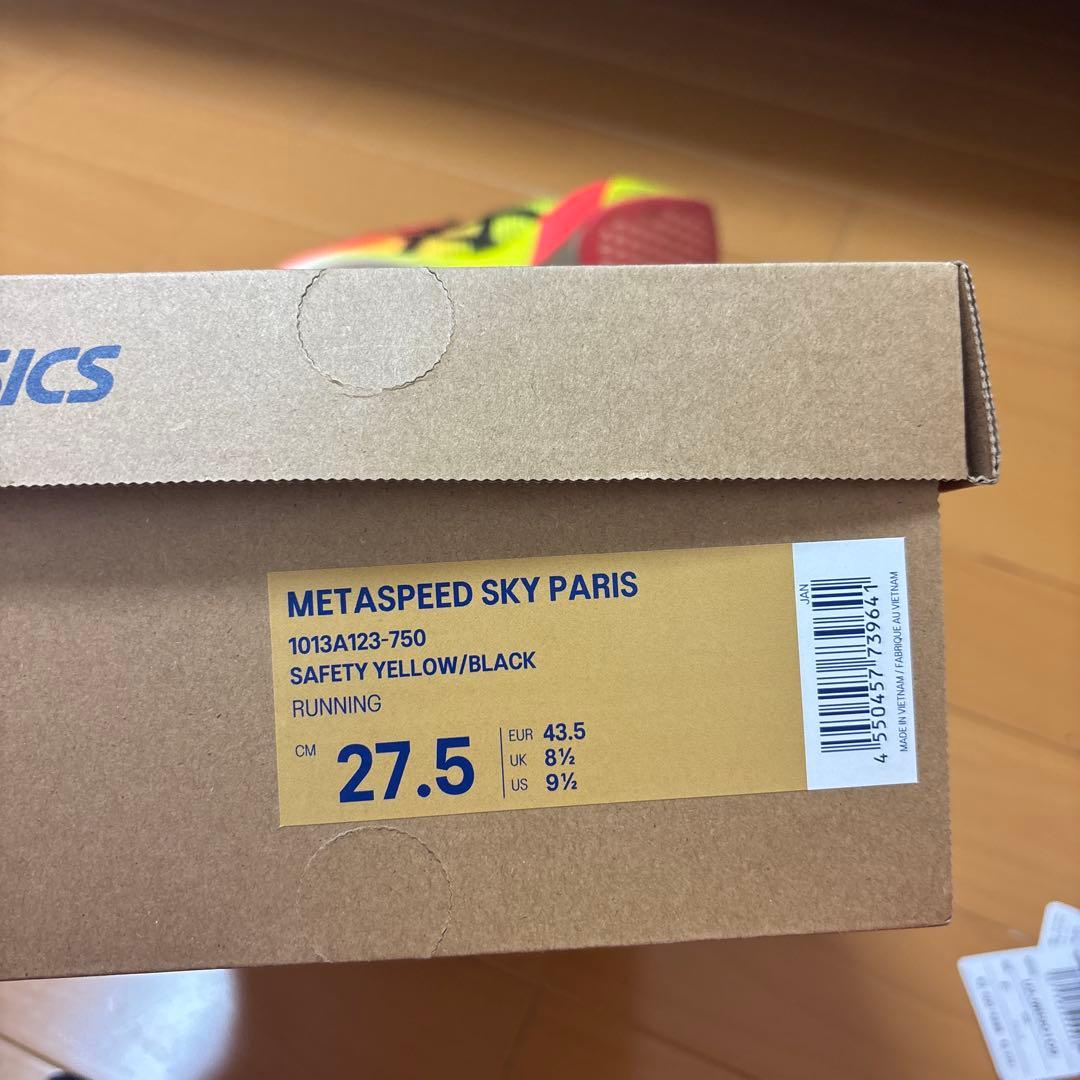 SICS
METASPEED SKY PARIS
1013A123-750
SAFETY YELLOW/BLACK
RUNNING
CM 27.5
EUR 43.5
UK 8½
US 9½
JAN
4 550457 739641
MADE IN VIETNAM / FABRIQUE AU VIETNAM